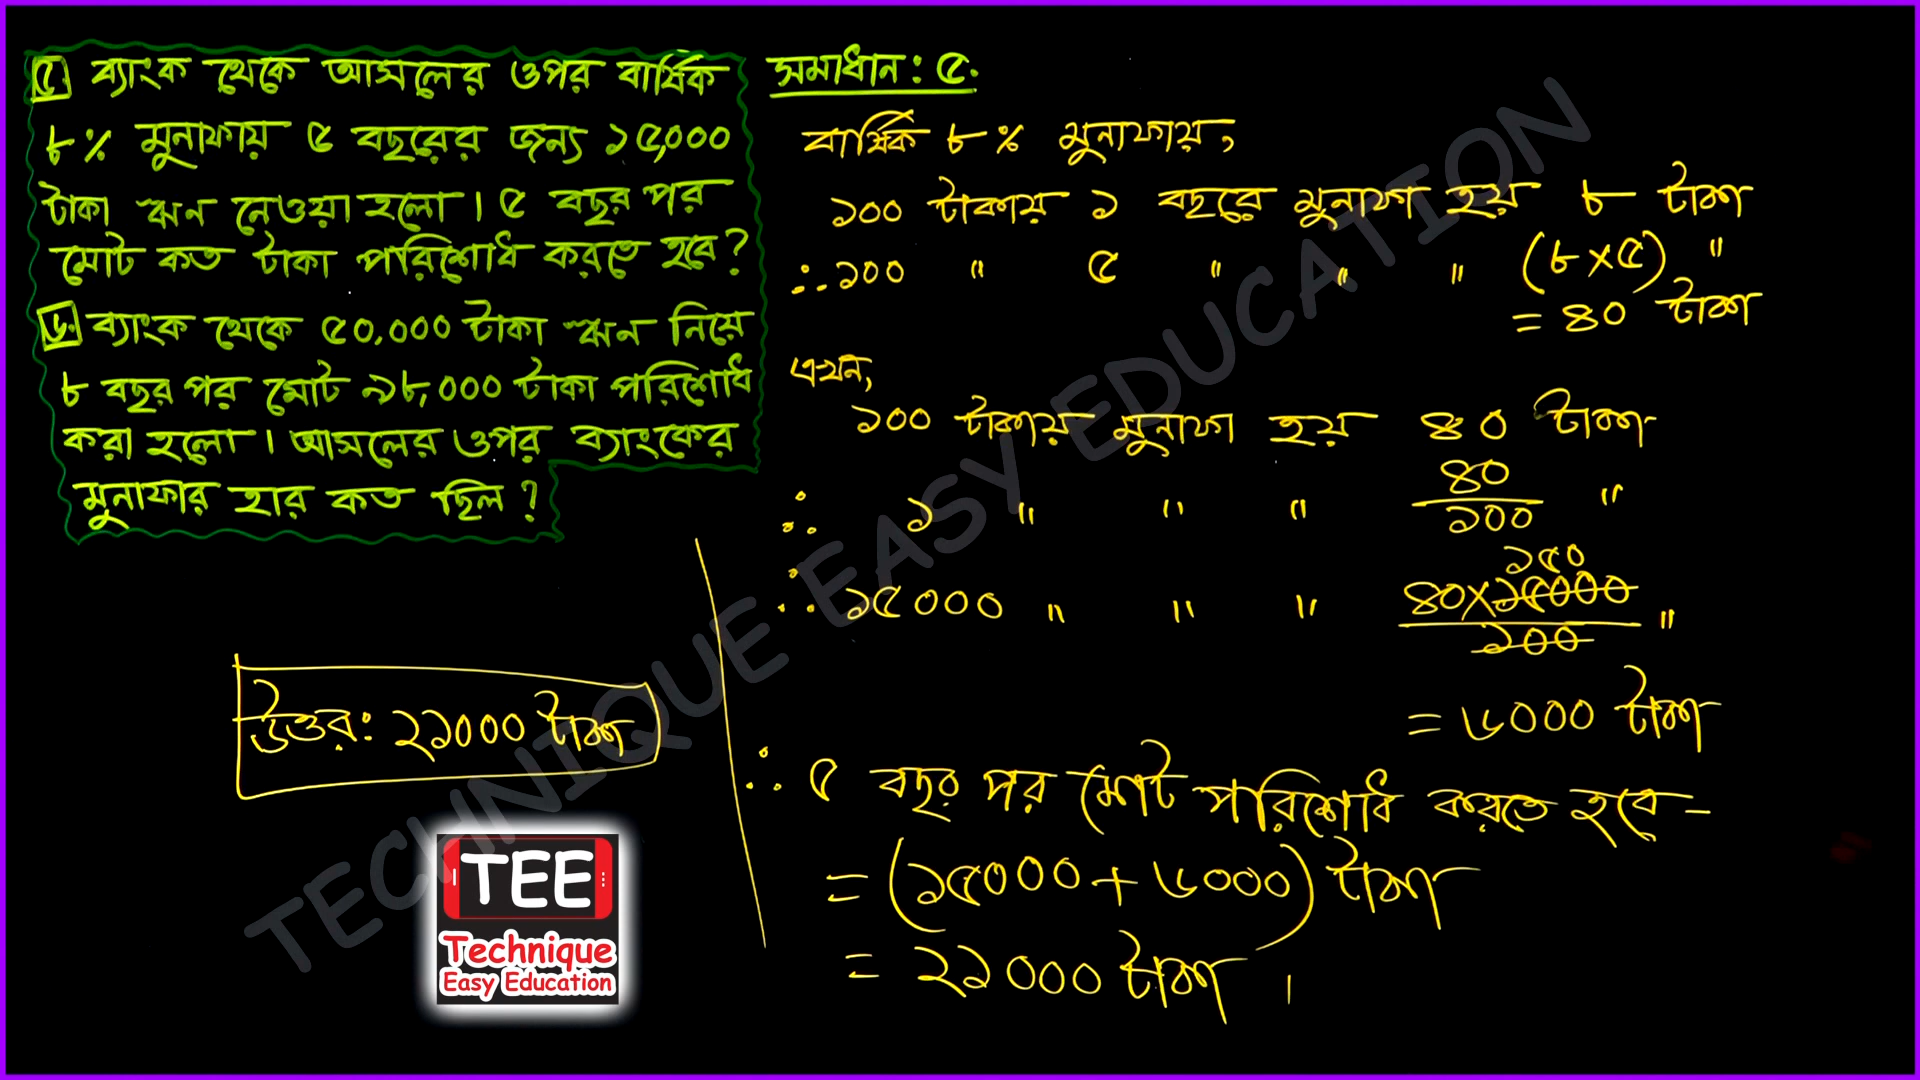 ৫. ব্যাংক থেকে আসলের ওপর বার্ষিক
৮% মুনাফায় ৫ বছরের জন্য ১৫,০০০
টাকা ঋন নেওয়া হলো। ৫ বছর পর
মোট কত টাকা পরিশোধ করতে হবে?
৬. ব্যাংক থেকে ৫০,০০০ টাকা ঋন নিয়ে
৮ বছর পর মোট ৯৮,০০০ টাকা পরিশোধ
করা হলো। আসলের ওপর ব্যাংকের
মুনাফার হার কত ছিল?
উত্তর: ২১০০০ টাকা
সমাধান: ৫.
বার্ষিক ৮% মুনাফায়,
১০০ টাকায় ১ বছরে মুনাফা হয় ৮ টাকা
∴ ১০০ " ৫ " " " (৮×৫) "
= ৪০ টাকা
এখন,
১০০ টাকায় মুনাফা হয় ৪০ টাকা
∴ ১ " " " ৪০/১০০ "
১৫০
∴ ১৫০০০ " " " ৪০×১৫০০০/১০০ "
= ৬০০০ টাকা
∴ ৫ বছর পর মোট পরিশোধ করতে হবে-
= (১৫০০০ + ৬০০০) টাকা
= ২১০০০ টাকা।
TECHNIQUE EASY EDUCATION
TEE
Technique
Easy Education